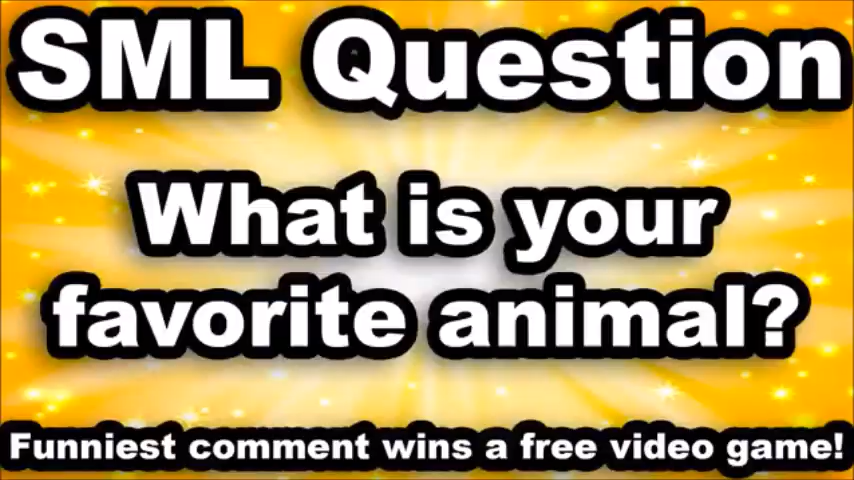 SML Question
What is your
favorite animal?
Funniest comment wins a free video game!